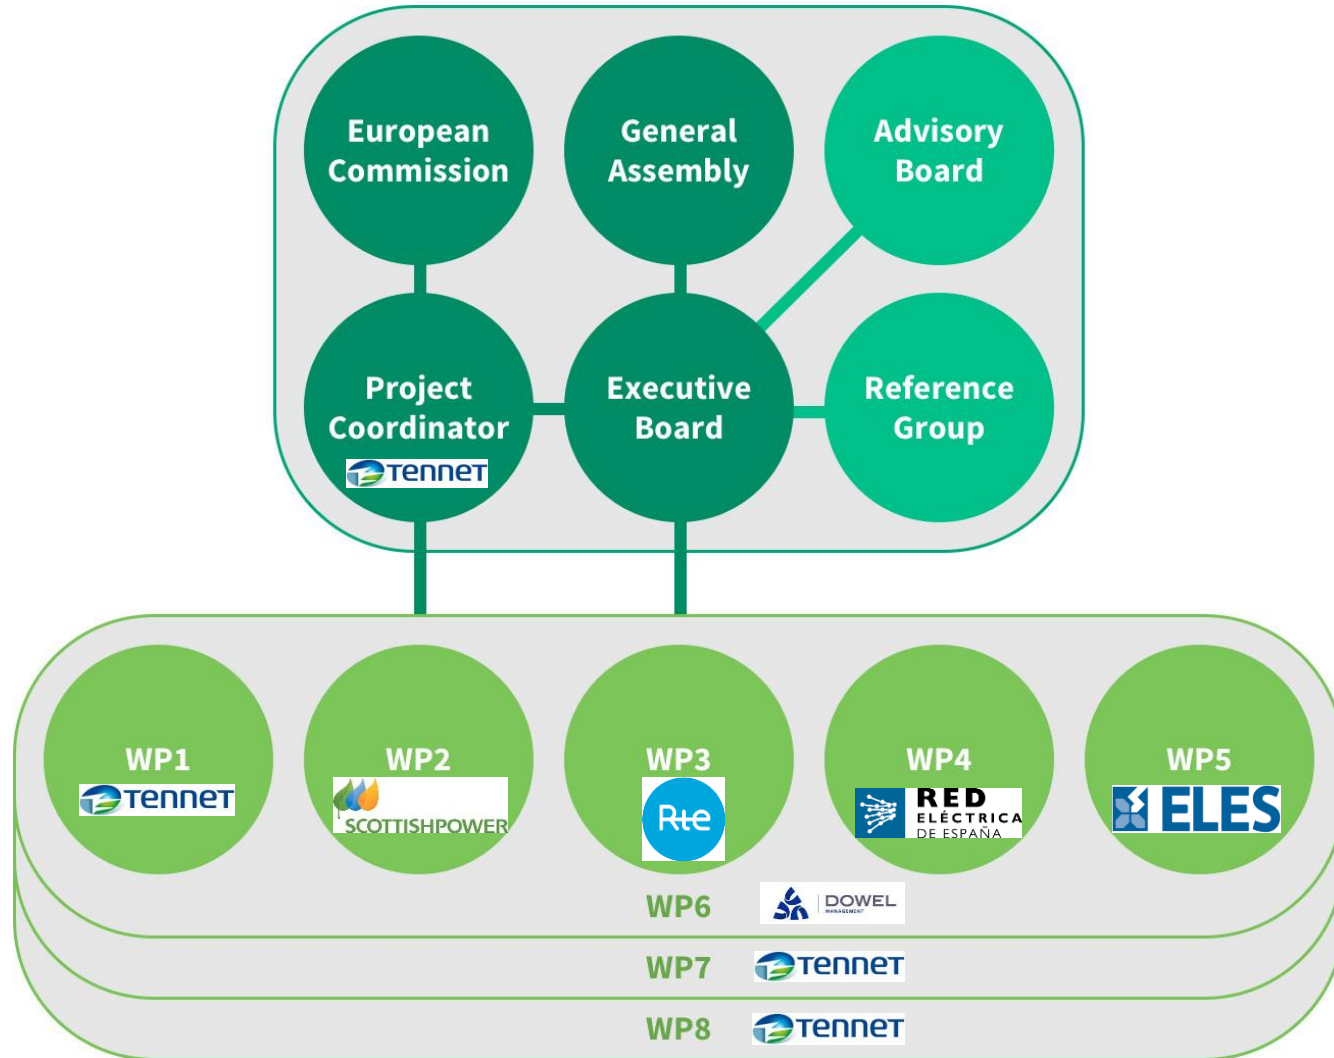 European
Commission
General
Assembly
Advisory
Board
Project
Coordinator
TenneT
Executive
Board
Reference
Group
WP1
TenneT
WP2
SCOTTISHPOWER
WP3
Rte
WP4
RED
ELÉCTRICA
DE ESPAÑA
WP5
ELES
WP6
DOWEL
MANAGEMENT
WP7
TenneT
WP8
TenneT